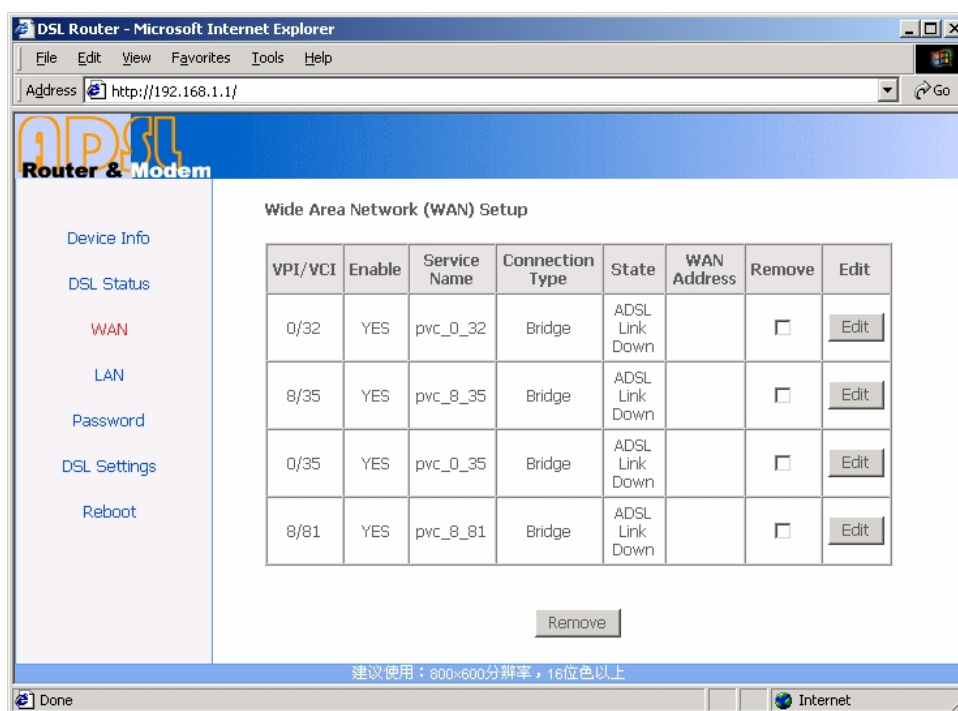 DSL Router - Microsoft Internet Explorer
File Edit View Favorites Tools Help
Address http://192.168.1.1/ Go
ADSL
Router & Modem
Device Info
DSL Status
WAN
LAN
Password
DSL Settings
Reboot
Wide Area Network (WAN) Setup
VPI/VCI Enable Service Name Connection Type State WAN Address Remove Edit
0/32 YES pvc_0_32 Bridge ADSL Link Down Edit
8/35 YES pvc_8_35 Bridge ADSL Link Down Edit
0/35 YES pvc_0_35 Bridge ADSL Link Down Edit
8/81 YES pvc_8_81 Bridge ADSL Link Down Edit
Remove
建议使用：800×600分辨率，16位色以上
Done Internet